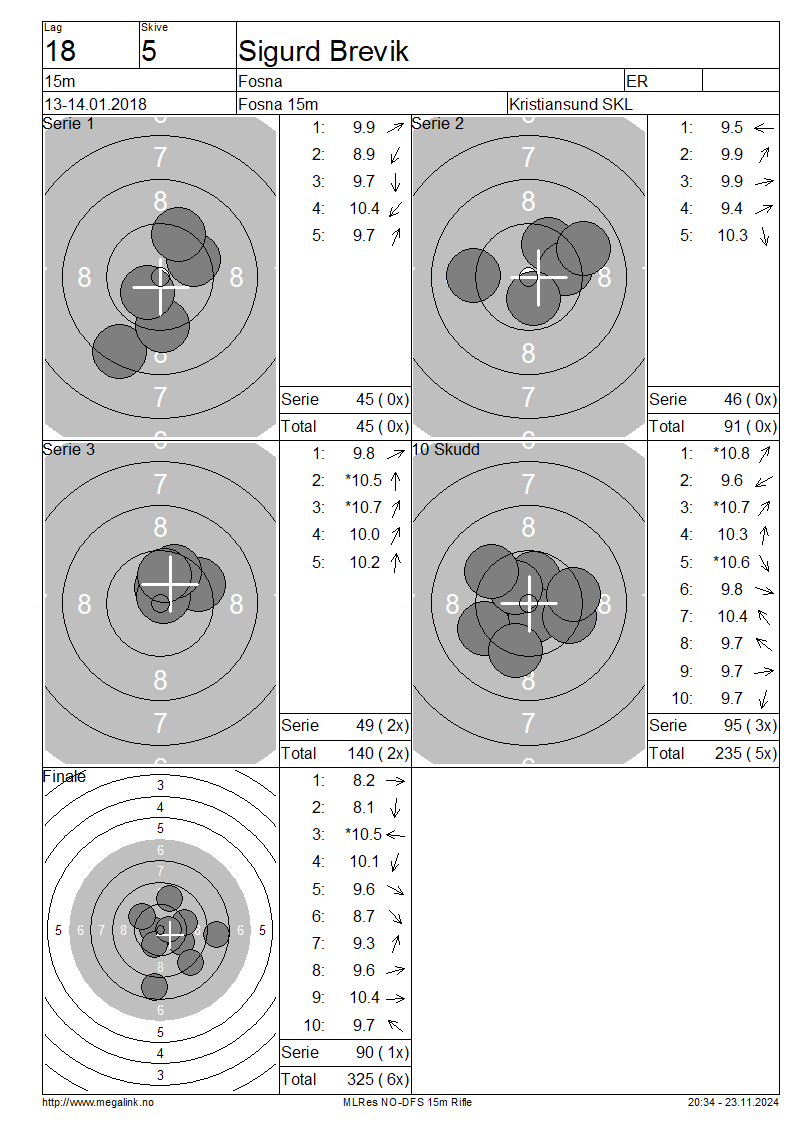 Lag
Skive
18
5
Sigurd Brevik
15m
Fosna
ER
13-14.01.2018
Fosna 15m
Kristiansund SKL
Serie 1
6
7
8
8
8
8
7
6
1: 9.9
2: 8.9
3: 9.7
4: 10.4
5: 9.7
Serie 45 ( 0x)
Total 45 ( 0x)
Serie 2
6
7
8
8
8
7
6
1: 9.5
2: 9.9
3: 9.9
4: 9.4
5: 10.3
Serie 46 ( 0x)
Total 91 ( 0x)
Serie 3
7
8
8
8
8
7
6
1: 9.8
2: *10.5
3: *10.7
4: 10.0
5: 10.2
Serie 49 ( 2x)
Total 140 ( 2x)
10 Skudd
7
8
8
8
8
7
6
1: *10.8
2: 9.6
3: *10.7
4: 10.3
5: *10.6
6: 9.8
7: 10.4
8: 9.7
9: 9.7
10: 9.7
Serie 95 ( 3x)
Total 235 ( 5x)
Finale
3
4
5
6
7
5 6 7 8 8 6 5
8
6
5
4
3
1: 8.2
2: 8.1
3: *10.5
4: 10.1
5: 9.6
6: 8.7
7: 9.3
8: 9.6
9: 10.4
10: 9.7
Serie 90 ( 1x)
Total 325 ( 6x)
http://www.megalink.no
MLRes NO-DFS 15m Rifle
20:34 - 23.11.2024